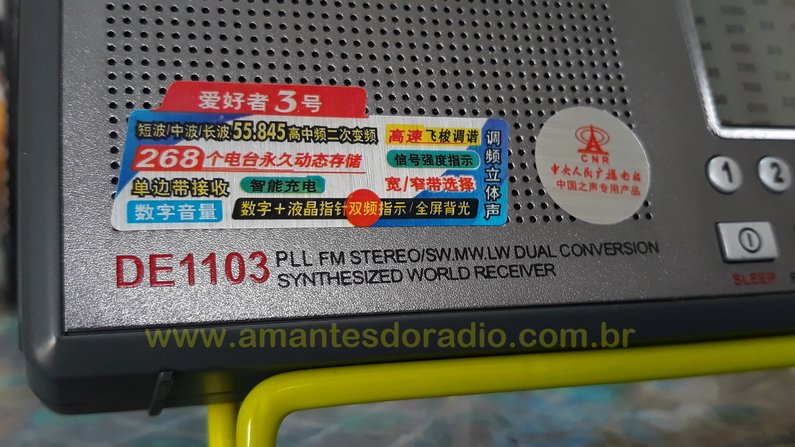 爱好者3号
短波/中波/长波55.845高中频二次变频
高速飞梭调谐
268个电台永久动态存储
信号强度指示
单边带接收
智能充电
宽/窄带选择
数字音量
数字+液晶指针双频指示/全屏背光
调频立体声
CNR
中央人民广播电台
中国之声专用产品
1
2
DE1103
PLL FM STEREO/SW.MW.LW DUAL CONVERSION
SYNTHESIZED WORLD RECEIVER
SLEEP
www.amantesdoradio.com.br